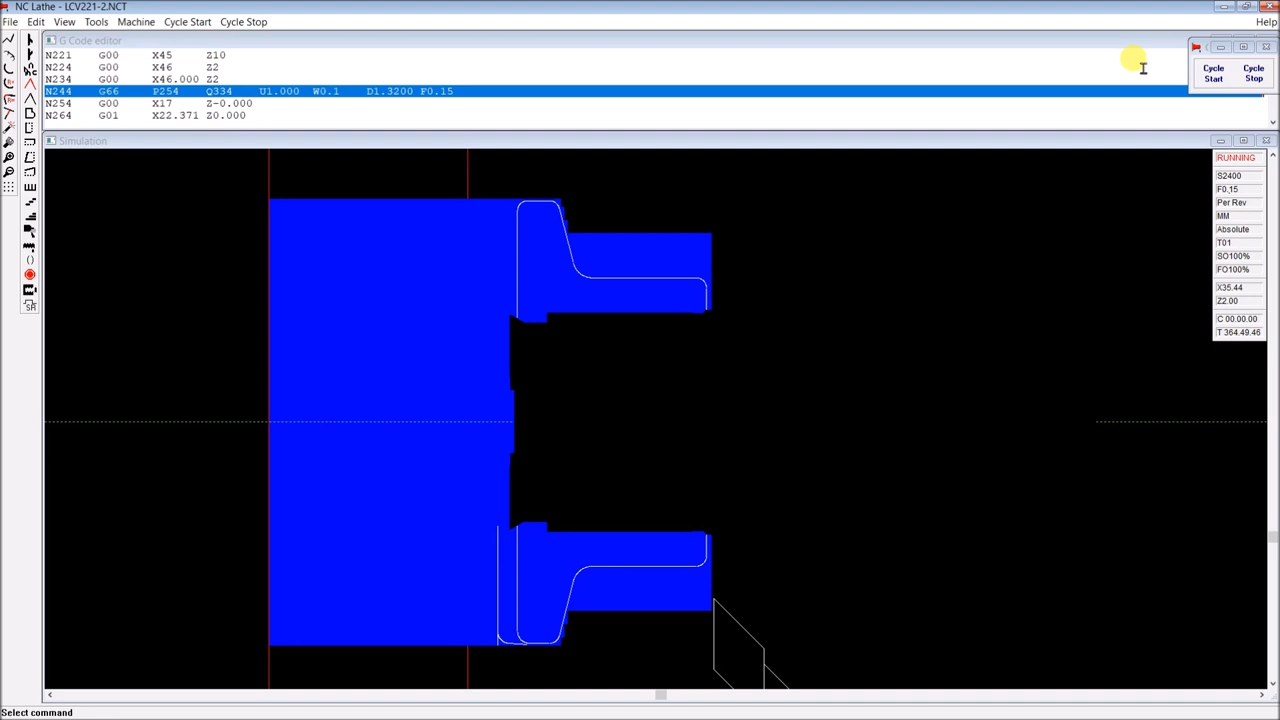 NC Lathe - LCV221-2.NCT
File Edit View Tools Machine Cycle Start Cycle Stop Help
G Code editor
N221 G00 X45 Z10
N224 G00 X46 Z2
N234 G00 X46.000 Z2
N244 G66 P254 Q334 U1.000 W0.1 D1.3200 F0.15
N254 G00 X17 Z-0.000
N264 G01 X22.371 Z0.000
Cycle Start
Cycle Stop
Simulation
RUNNING
S2400
F0,15
Per Rev
MM
Absolute
T01
SO100%
FO100%
X35.44
Z2.00
C 00.00.00
T 364.49.46
Select command